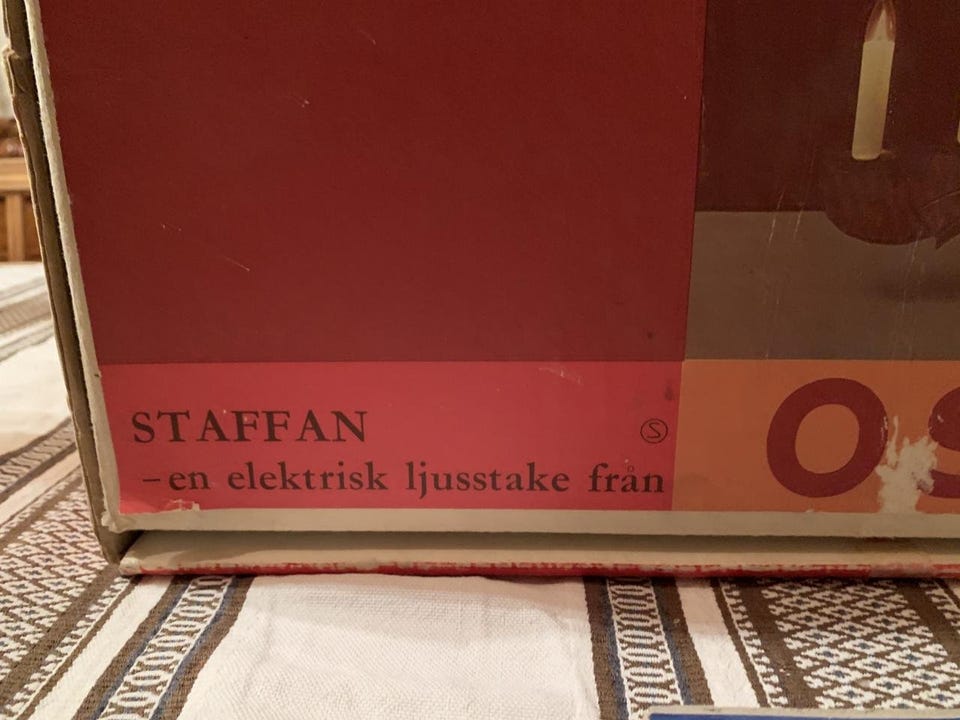 STAFFAN Ⓢ
– en elektrisk ljusstake från
OS